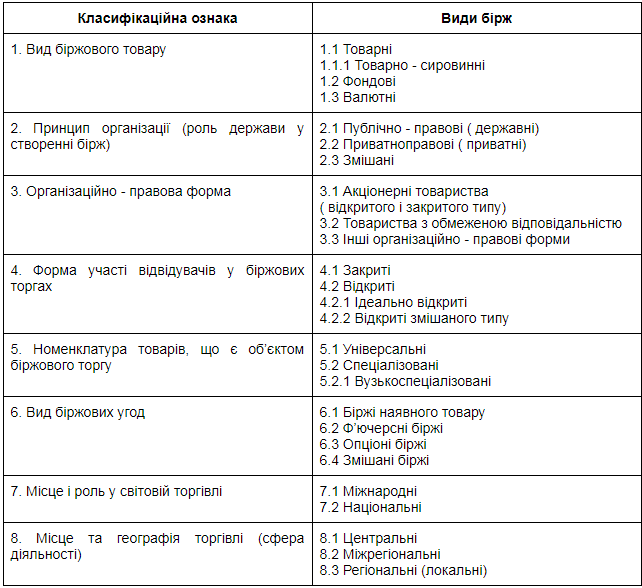 Класифікаційна ознака
Види бірж
1. Вид біржового товару
1.1 Товарні
1.1.1 Товарно - сировинні
1.2 Фондові
1.3 Валютні
2. Принцип організації (роль держави у
створенні бірж)
2.1 Публічно - правові ( державні)
2.2 Приватноправові ( приватні)
2.3 Змішані
3. Організаційно - правова форма
3.1 Акціонерні товариства
( відкритого і закритого типу)
3.2 Товариства з обмеженою відповідальністю
3.3 Інші організаційно - правові форми
4. Форма участі відвідувачів у біржових
торгах
4.1 Закриті
4.2 Відкриті
4.2.1 Ідеально відкриті
4.2.2 Відкриті змішаного типу
5. Номенклатура товарів, що є об’єктом
біржового торгу
5.1 Універсальні
5.2 Спеціалізовані
5.2.1 Вузькоспеціалізовані
6. Вид біржових угод
6.1 Біржі наявного товару
6.2 Ф’ючерсні біржі
6.3 Опціоні біржі
6.4 Змішані біржі
7. Місце і роль у світовій торгівлі
7.1 Міжнародні
7.2 Національні
8. Місце та географія торгівлі (сфера
діяльності)
8.1 Центральні
8.2 Міжрегіональні
8.3 Регіональні (локальні)